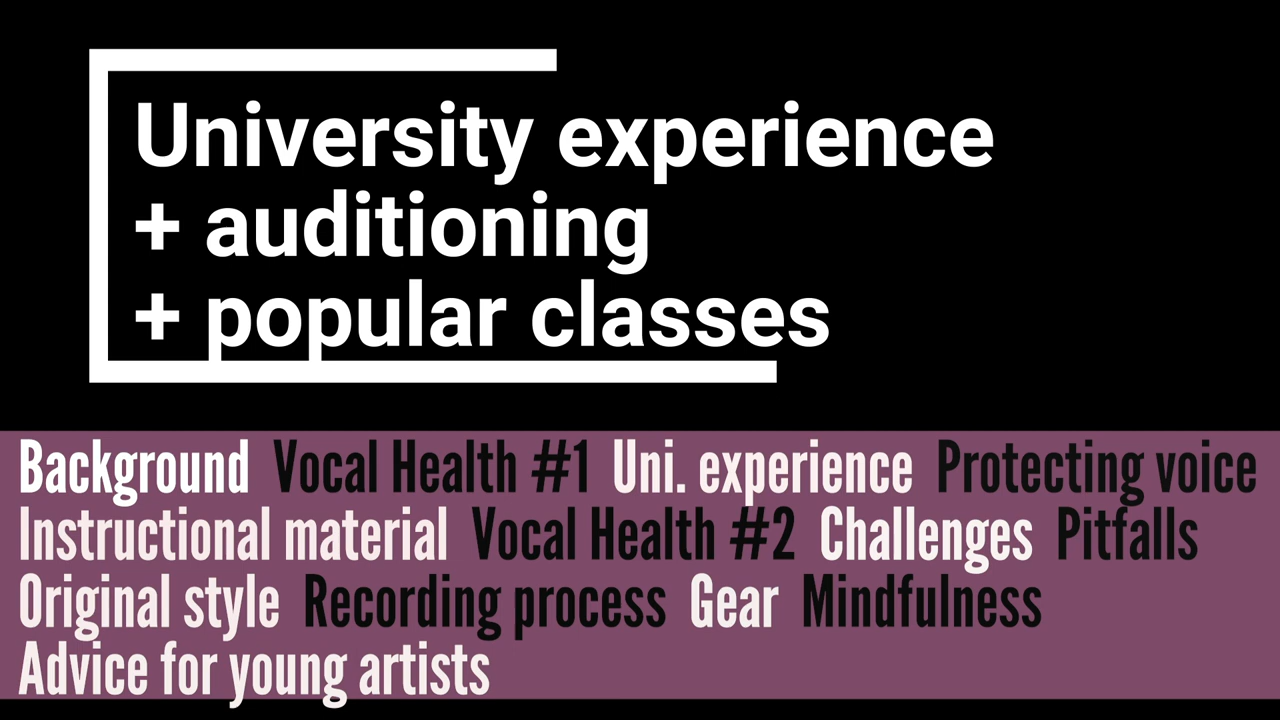 University experience
+ auditioning
+ popular classes
Background Vocal Health #1 Uni. experience Protecting voice
Instructional material Vocal Health #2 Challenges Pitfalls
Original style Recording process Gear Mindfulness
Advice for young artists